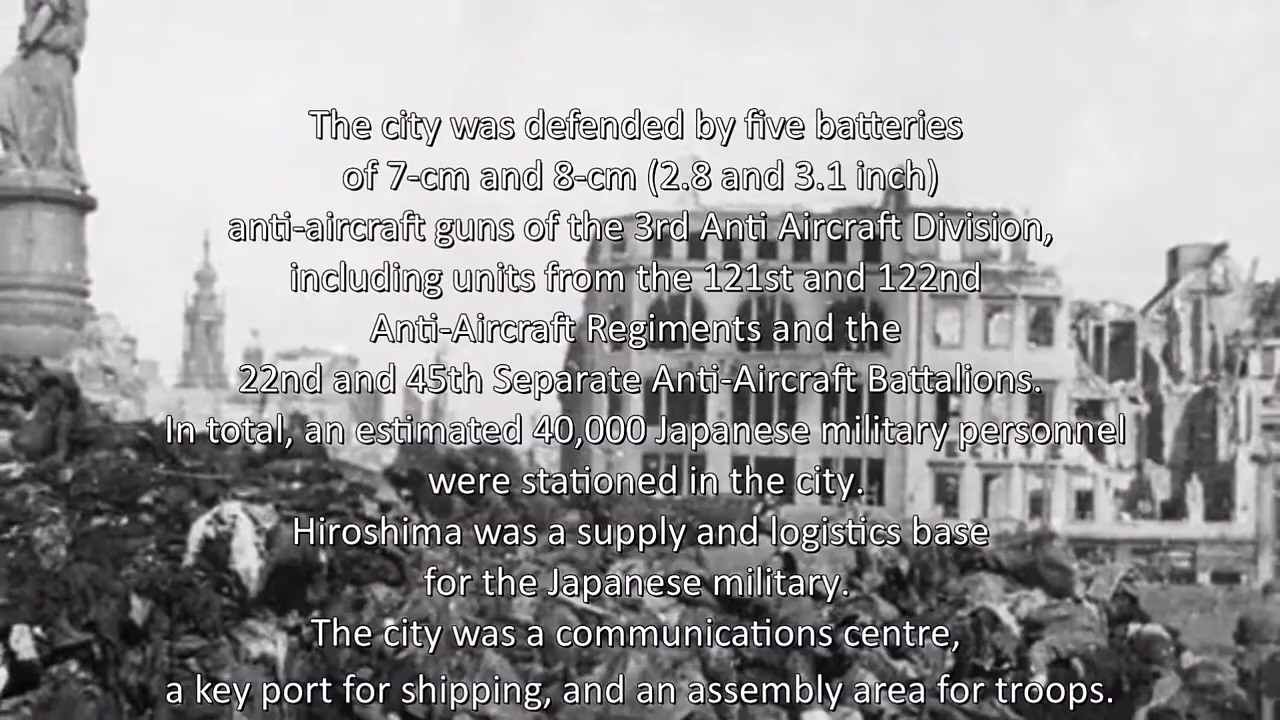 The city was defended by five batteries
of 7-cm and 8-cm (2.8 and 3.1 inch)
anti-aircraft guns of the 3rd Anti Aircraft Division,
including units from the 121st and 122nd
Anti-Aircraft Regiments and the
22nd and 45th Separate Anti-Aircraft Battalions.
In total, an estimated 40,000 Japanese military personnel
were stationed in the city.
Hiroshima was a supply and logistics base
for the Japanese military.
The city was a communications centre,
a key port for shipping, and an assembly area for troops.